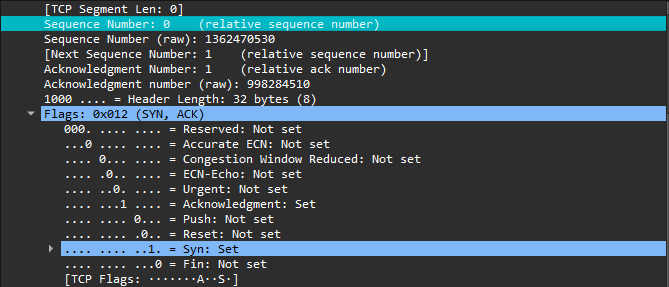 [TCP Segment Len: 0]
Sequence Number: 0    (relative sequence number)
Sequence Number (raw): 1362470530
[Next Sequence Number: 1    (relative sequence number)]
Acknowledgment Number: 1    (relative ack number)
Acknowledgment number (raw): 998284510
1000 .... = Header Length: 32 bytes (8)
Flags: 0x012 (SYN, ACK)
000. .... .... = Reserved: Not set
...0 .... .... = Accurate ECN: Not set
.... 0... .... = Congestion Window Reduced: Not set
.... .0.. .... = ECN-Echo: Not set
.... ..0. .... = Urgent: Not set
.... ...1 .... = Acknowledgment: Set
.... .... 0... = Push: Not set
.... .... .0.. = Reset: Not set
.... .... ..1. = Syn: Set
.... .... ...0 = Fin: Not set
[TCP Flags: ·······A··S·]